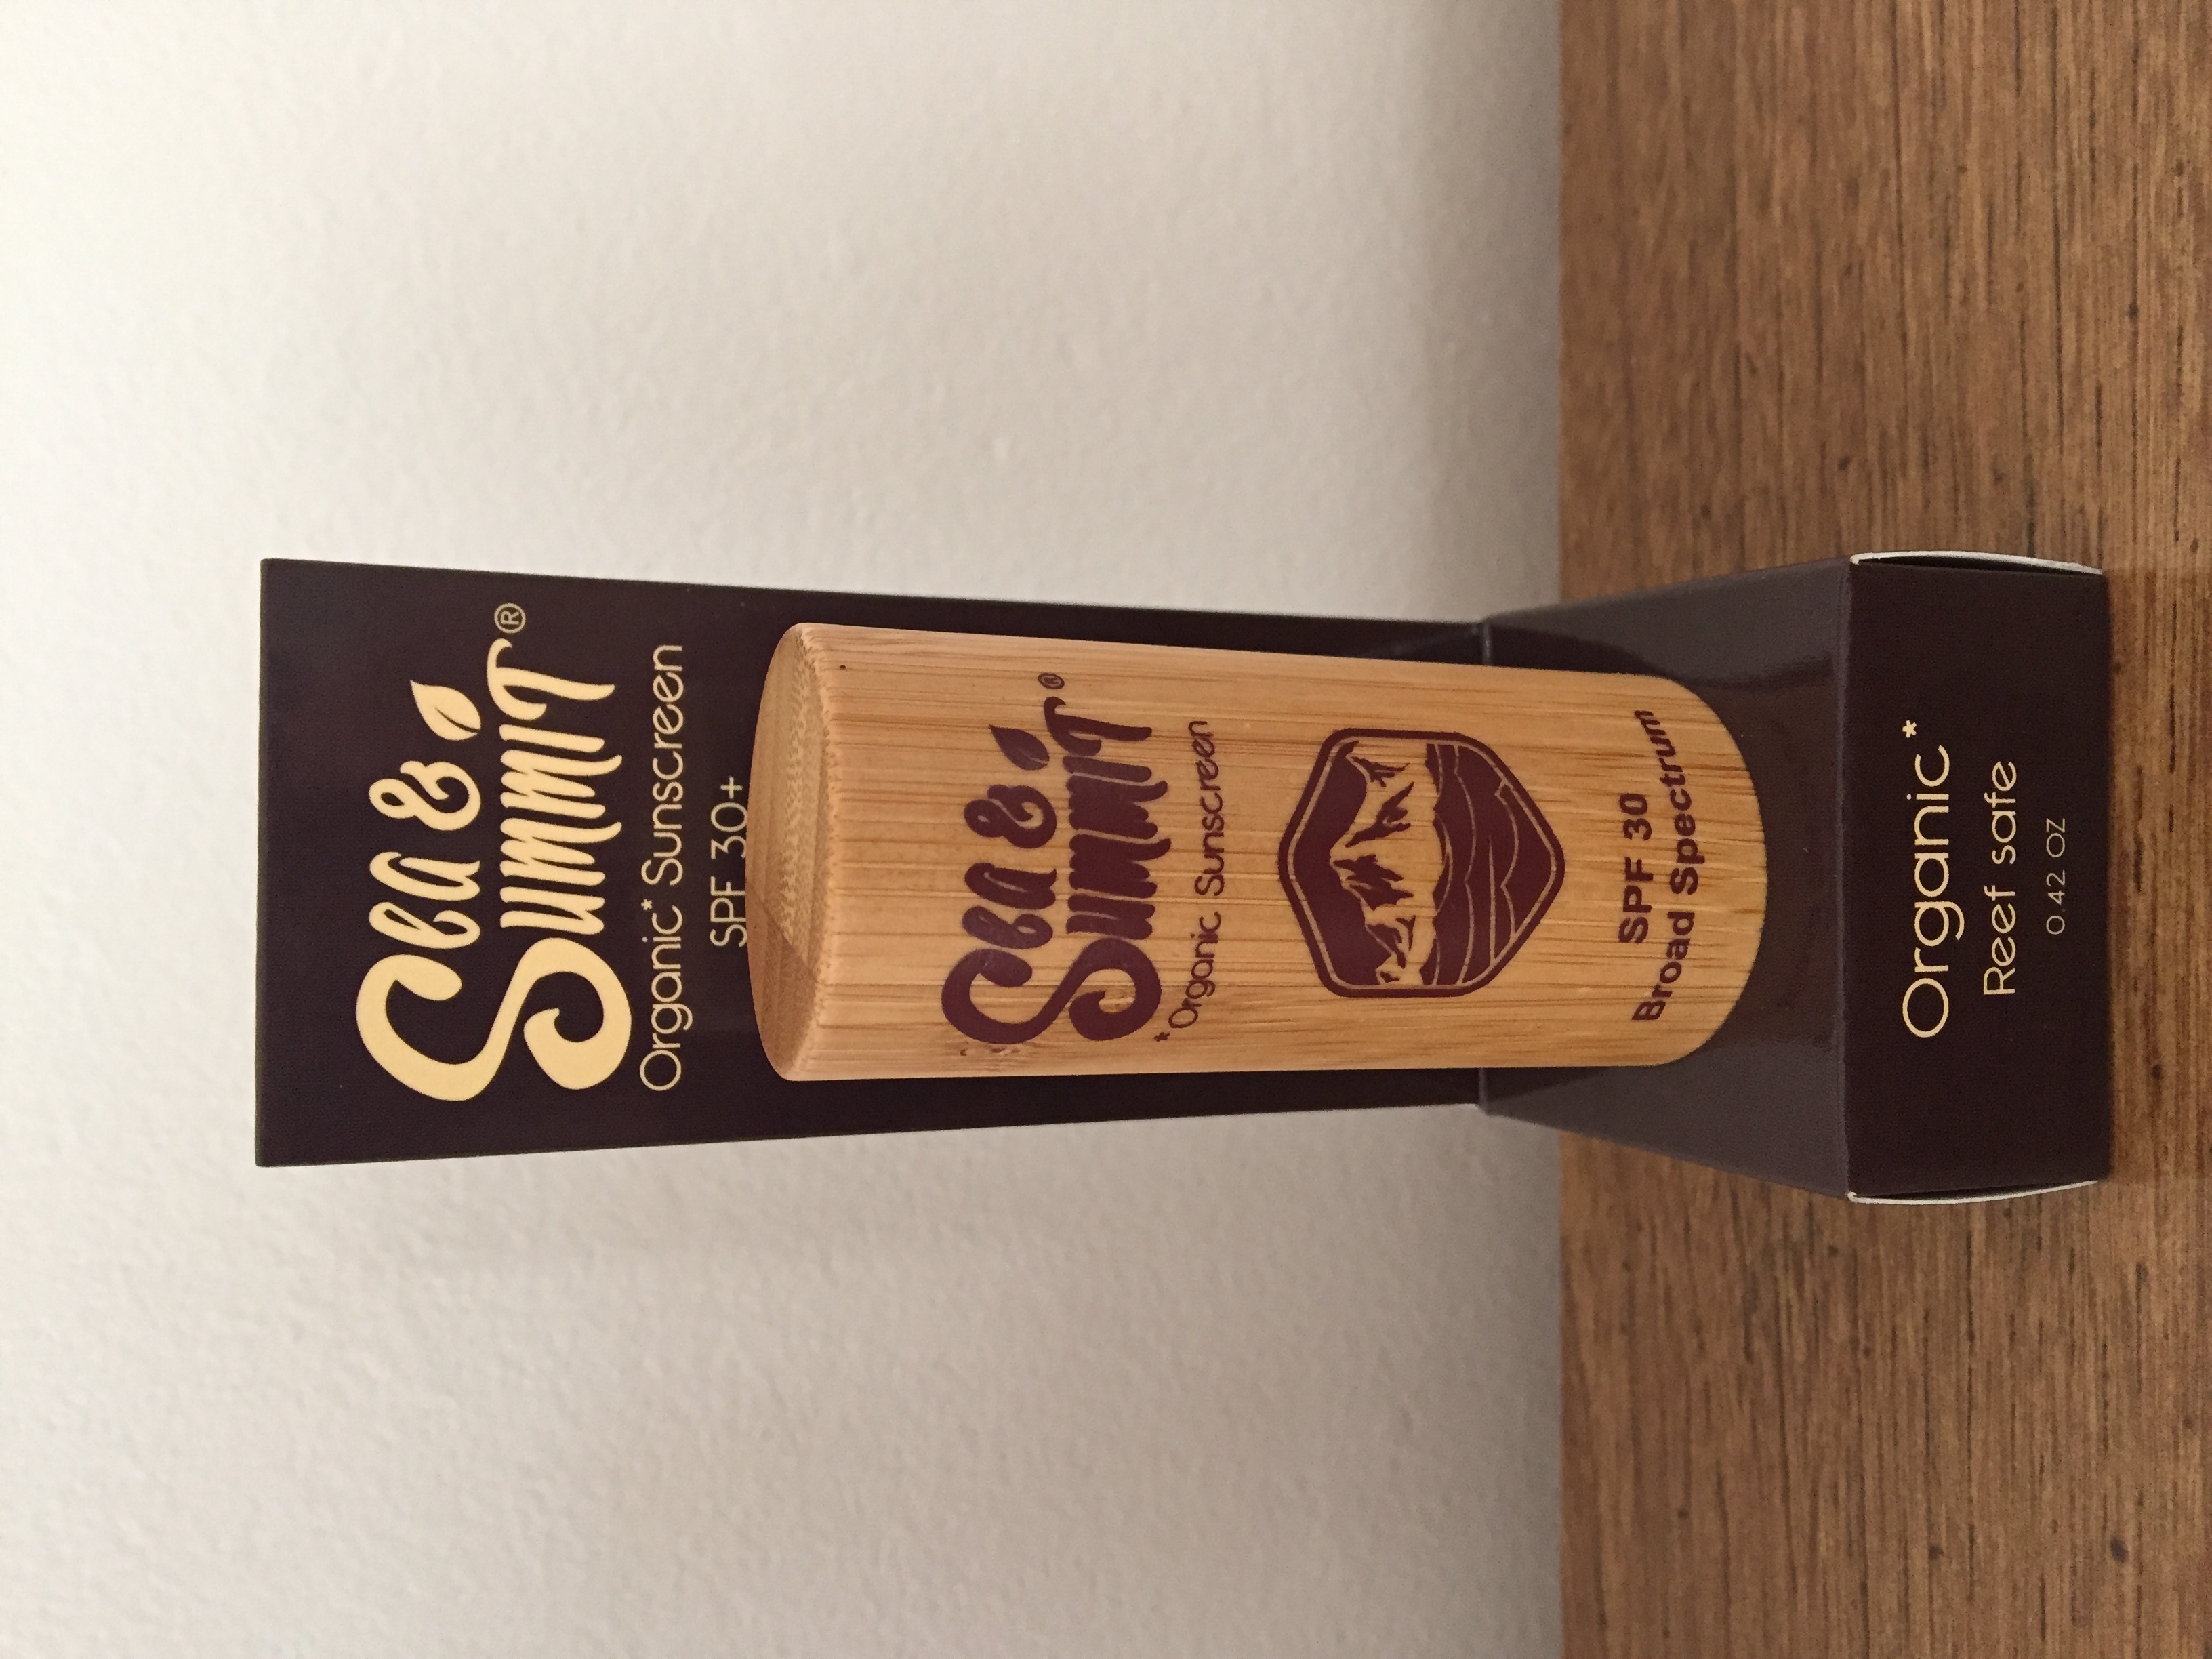 Sea &
Summit®
Organic* Sunscreen
SPF 30+
Sea &
Summit®
*Organic Sunscreen
SPF 30
Broad Spectrum
Organic*
Reef safe
0.42 OZ